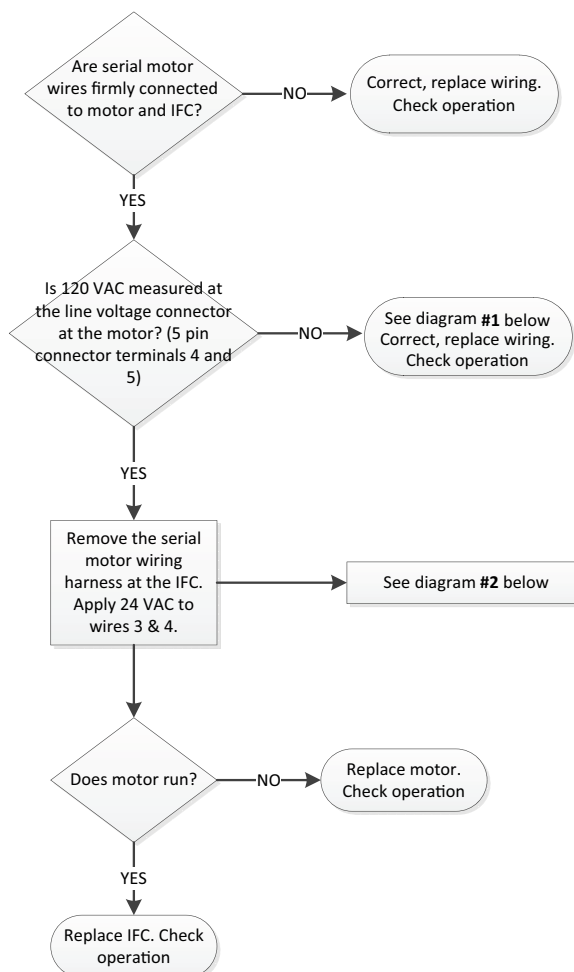 Are serial motor
wires firmly connected
to motor and IFC?
NO
Correct, replace wiring.
Check operation
YES
Is 120 VAC measured at
the line voltage connector
at the motor? (5 pin
connector terminals 4 and
5)
NO
See diagram #1 below
Correct, replace wiring.
Check operation
YES
Remove the serial
motor wiring
harness at the IFC.
Apply 24 VAC to
wires 3 & 4.
See diagram #2 below
Does motor run?
NO
Replace motor.
Check operation
YES
Replace IFC. Check
operation